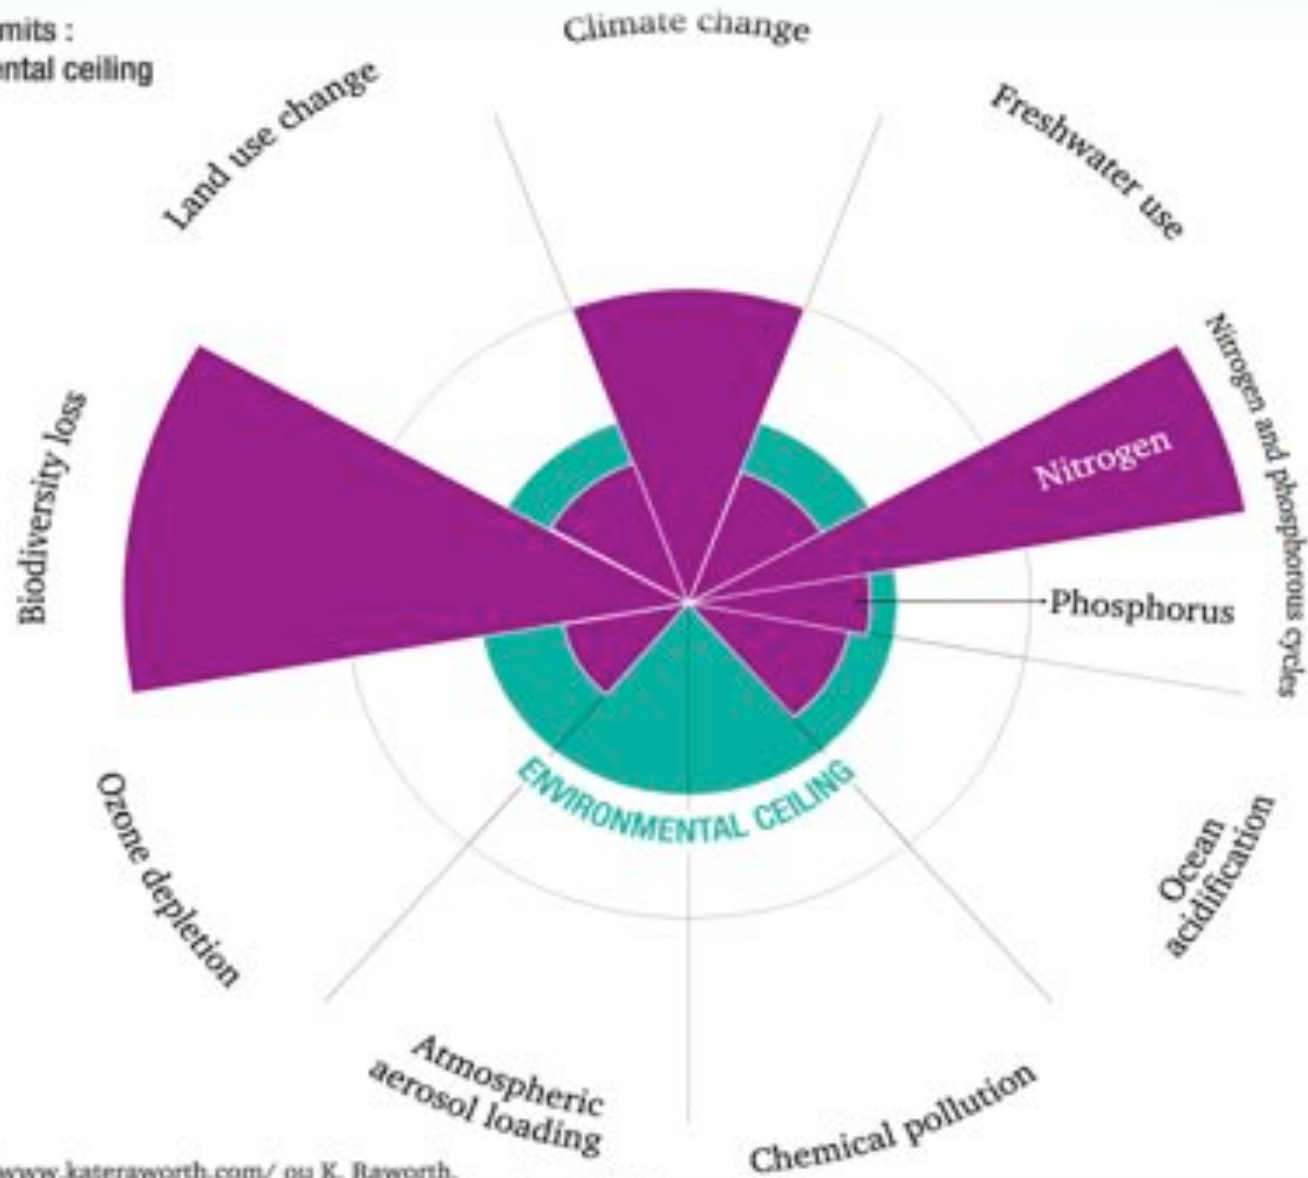 mits :
ental ceiling
Climate change
Land use change
Freshwater use
Nitrogen and phosphorous cycles
Nitrogen
Biodiversity loss
Phosphorus
ENVIRONMENTAL CEILING
Ozone depletion
Ocean
acidification
Atmospheric
aerosol loading
Chemical pollution
www.kateraworth.com/ ou K. Raworth,